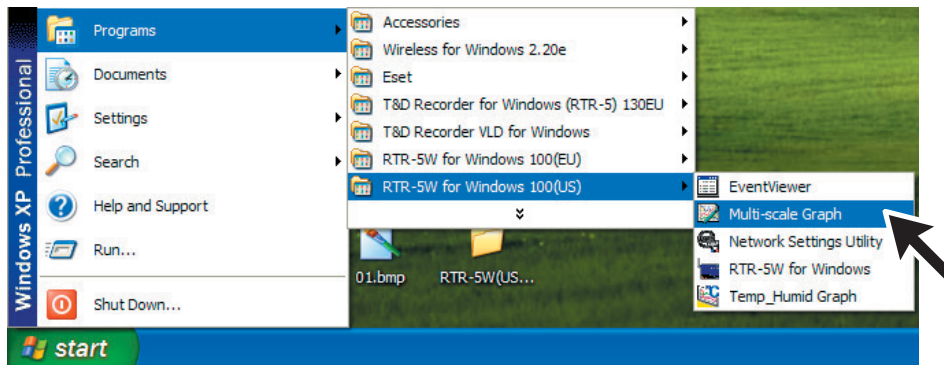 Windows XP Professional
Programs
Documents
Settings
Search
Help and Support
Run...
Shut Down...
Accessories
Wireless for Windows 2.20e
Eset
T&D Recorder for Windows (RTR-5) 130EU
T&D Recorder VLD for Windows
RTR-5W for Windows 100(EU)
RTR-5W for Windows 100(US)
EventViewer
Multi-scale Graph
Network Settings Utility
RTR-5W for Windows
Temp_Humid Graph
01.bmp
RTR-5W(US...
start